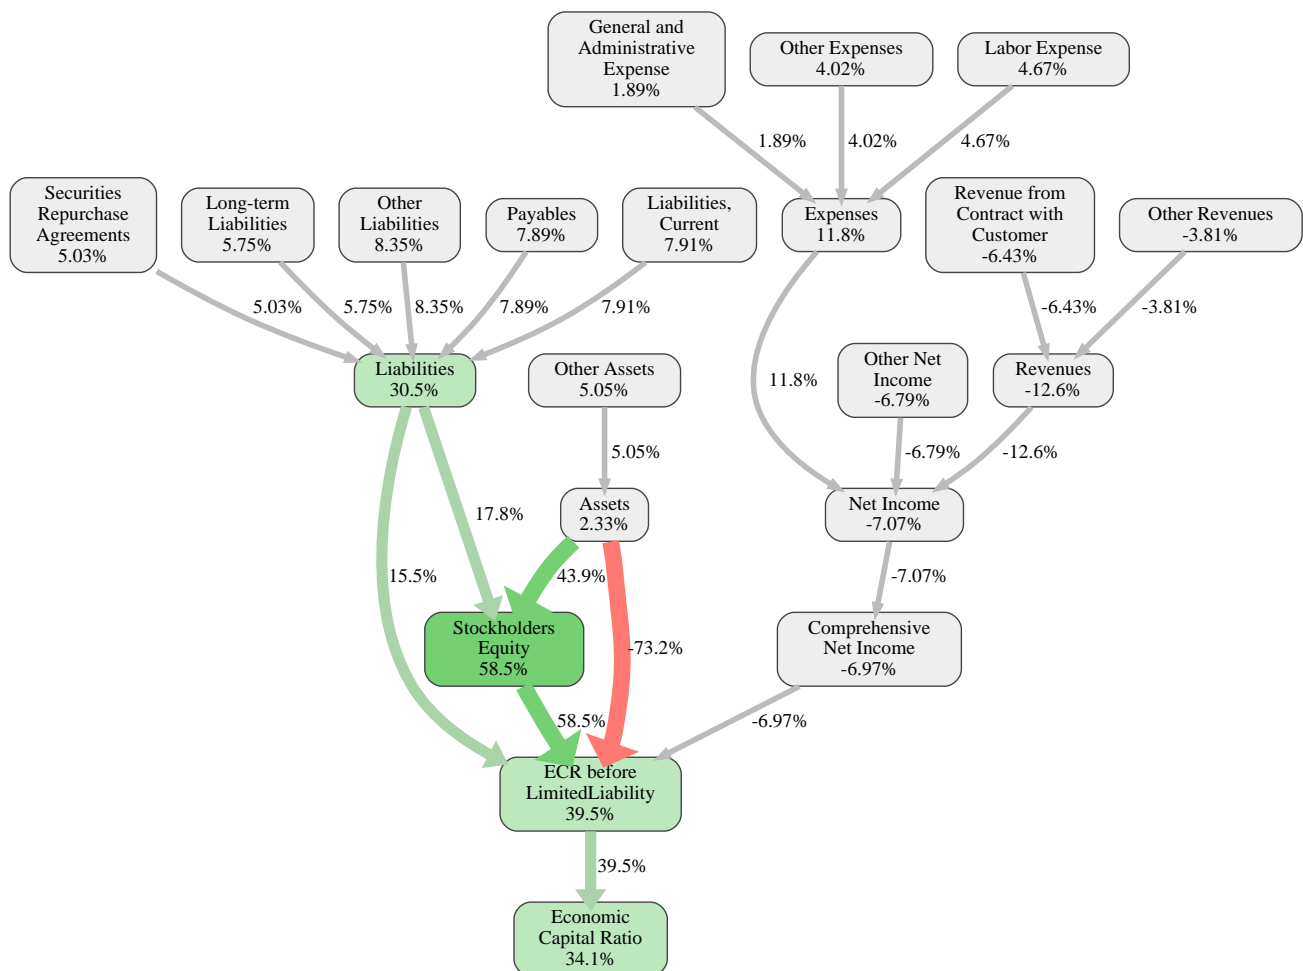 General and
Administrative
Expense
1.89%
Other Expenses
4.02%
Labor Expense
4.67%
1.89%
4.02%
4.67%
Securities
Repurchase
Agreements
5.03%
Long-term
Liabilities
5.75%
Other
Liabilities
8.35%
Payables
7.89%
Liabilities,
Current
7.91%
Expenses
11.8%
Revenue from
Contract with
Customer
-6.43%
Other Revenues
-3.81%
5.03%
5.75%
8.35%
7.89%
7.91%
-6.43%
-3.81%
Liabilities
30.5%
Other Assets
5.05%
11.8%
Other Net
Income
-6.79%
Revenues
-12.6%
5.05%
-6.79%
-12.6%
17.8%
Assets
2.33%
Net Income
-7.07%
15.5%
43.9%
-7.07%
Stockholders
Equity
58.5%
-73.2%
Comprehensive
Net Income
-6.97%
58.5%
-6.97%
ECR before
LimitedLiability
39.5%
39.5%
Economic
Capital Ratio
34.1%